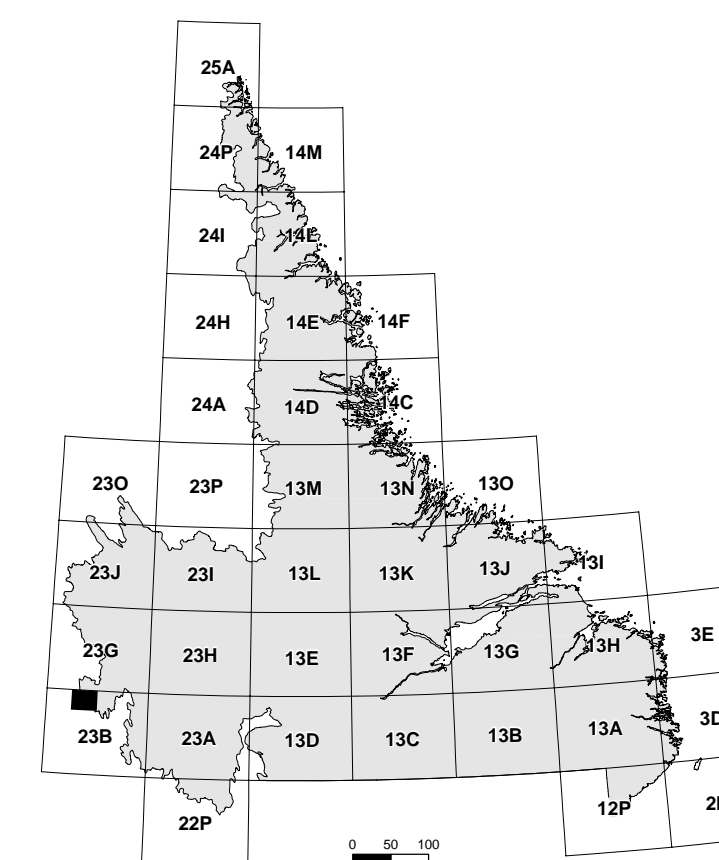 25A
24P 14M
24I 14L
24H 14E 14F
24A 14D 14C
23O 23P 13M 13N 13O
23J 23I 13L 13K 13J 13I
23G 23H 13E 13F 13G 13H 3E
23B 23A 13D 13C 13B 13A
22P 12P
0 50 100